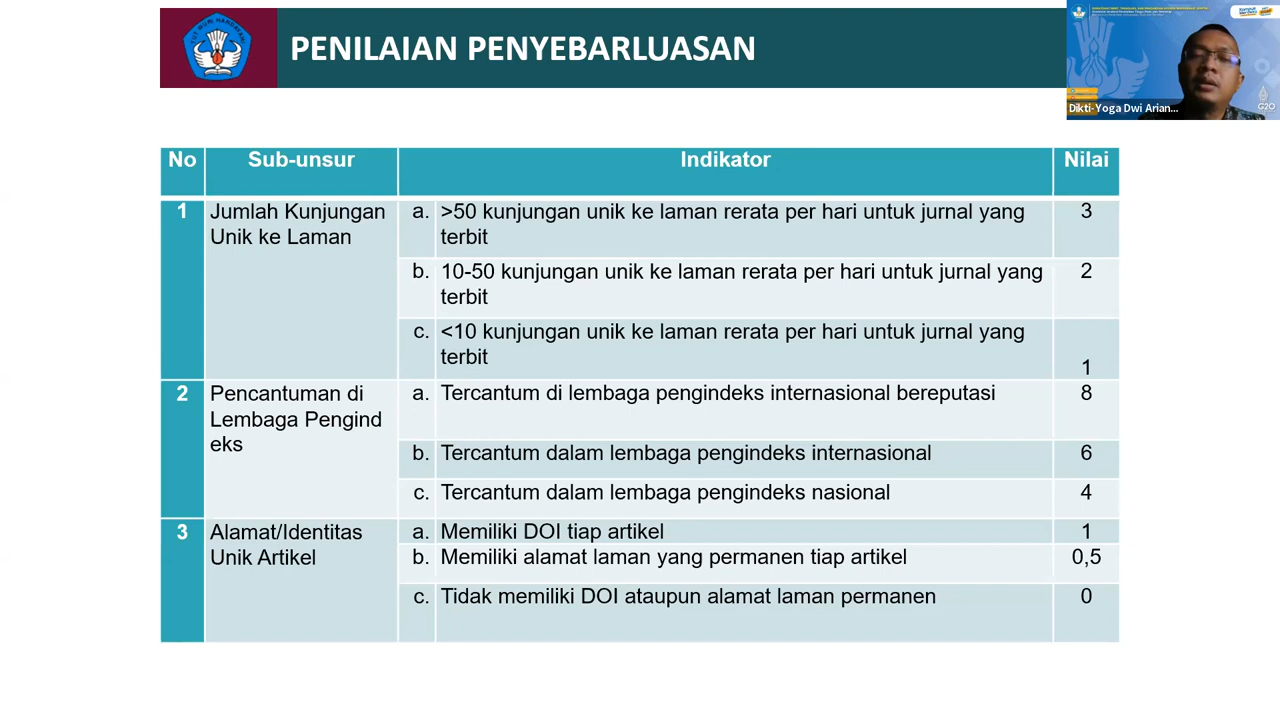 PENILAIAN PENYEBARLUASAN
Dikti-Yoga Dwi Arian...
G20
No Sub-unsur Indikator Nilai
1 Jumlah Kunjungan Unik ke Laman
a. >50 kunjungan unik ke laman rerata per hari untuk jurnal yang
terbit
3
b. 10-50 kunjungan unik ke laman rerata per hari untuk jurnal yang
terbit
2
c. <10 kunjungan unik ke laman rerata per hari untuk jurnal yang
terbit
1
2 Pencantuman di
Lembaga Pengind
eks
a. Tercantum di lembaga pengindeks internasional bereputasi 8
b. Tercantum dalam lembaga pengindeks internasional 6
c. Tercantum dalam lembaga pengindeks nasional 4
3 Alamat/Identitas
Unik Artikel
a. Memiliki DOI tiap artikel 1
b. Memiliki alamat laman yang permanen tiap artikel 0,5
c. Tidak memiliki DOI ataupun alamat laman permanen 0